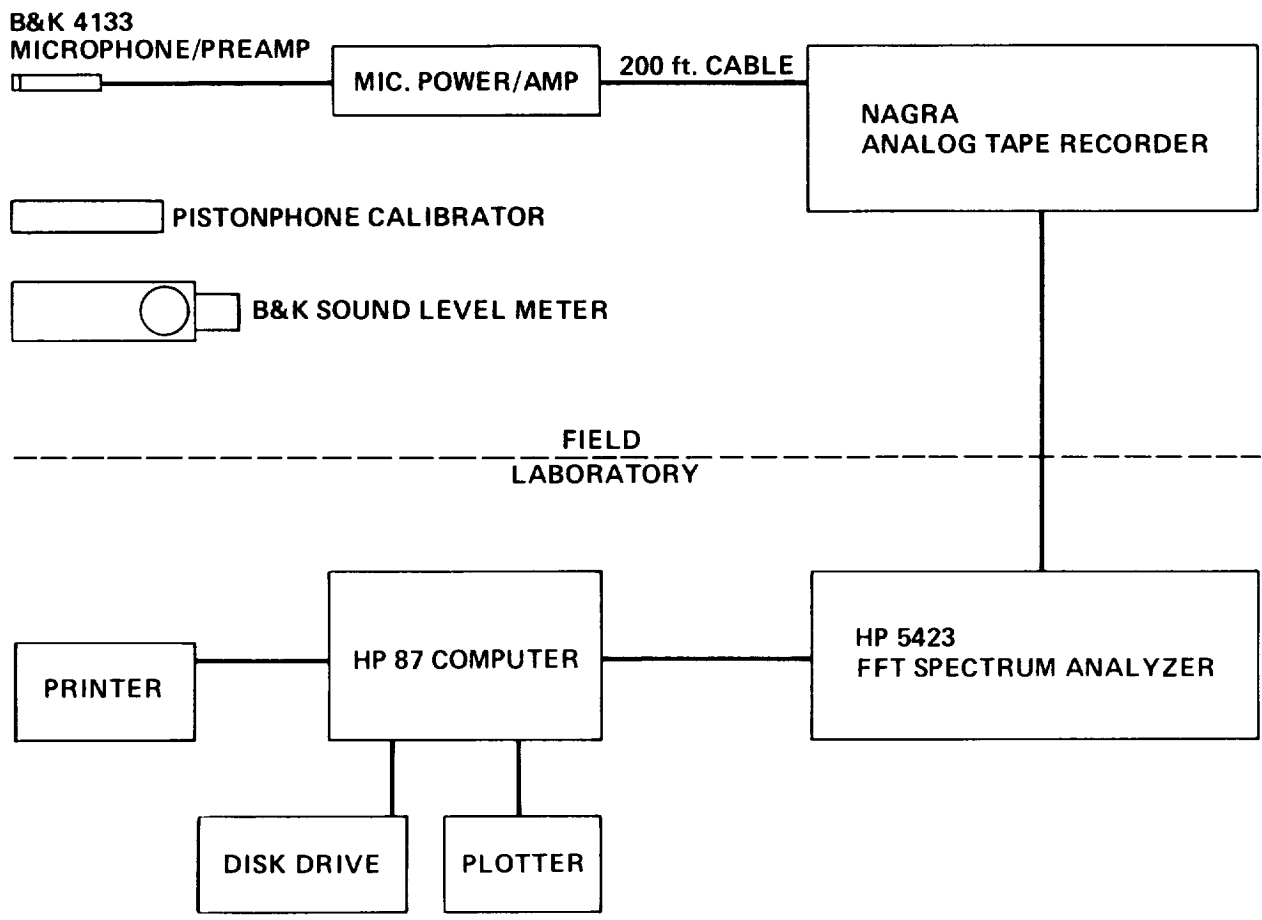 B&K 4133
MICROPHONE/PREAMP
MIC. POWER/AMP
200 ft. CABLE
NAGRA
ANALOG TAPE RECORDER
PISTONPHONE CALIBRATOR
B&K SOUND LEVEL METER
FIELD
LABORATORY
PRINTER
HP 87 COMPUTER
HP 5423
FFT SPECTRUM ANALYZER
DISK DRIVE
PLOTTER